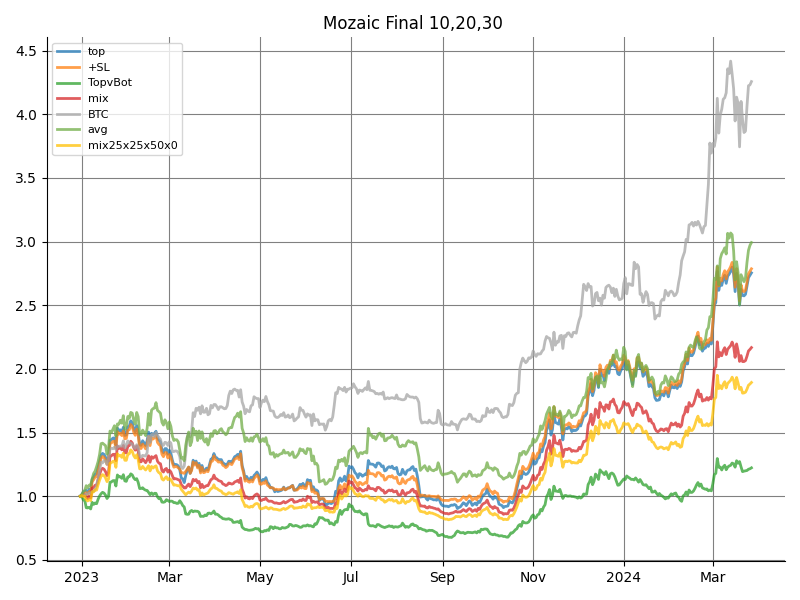 Mozaic Final 10,20,30
top
+SL
TopvBot
mix
BTC
avg
mix25x25x50x0
4.5
4.0
3.5
3.0
2.5
2.0
1.5
1.0
0.5
2023 Mar May Jul Sep Nov 2024 Mar